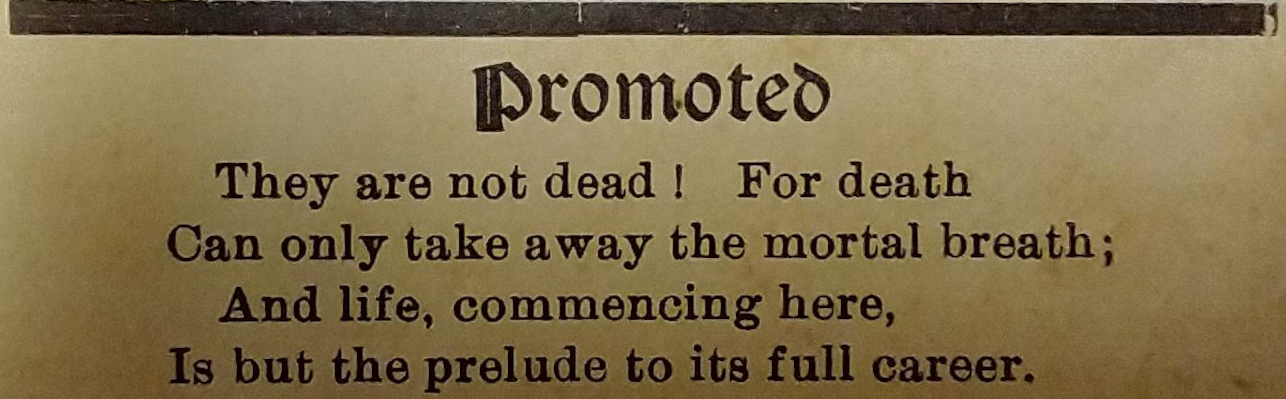 Promoted
They are not dead! For death
Can only take away the mortal breath;
And life, commencing here,
Is but the prelude to its full career.